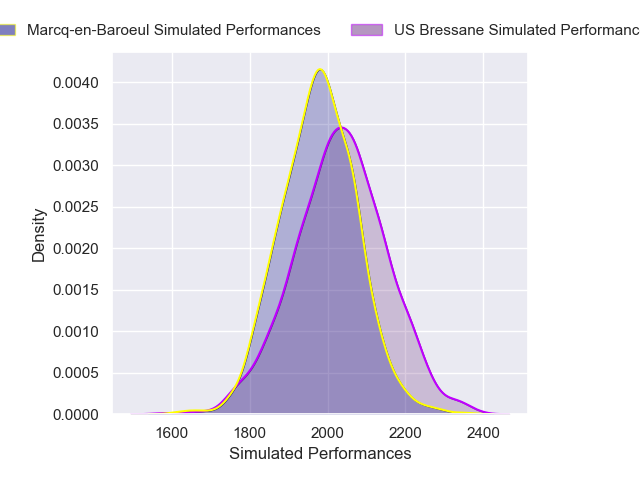 Marcq-en-Baroeul Simulated Performances US Bressane Simulated Performanc
0.0040
0.0035
0.0030
0.0025
0.0020
0.0015
0.0010
0.0005
0.0000
Density
1600 1800 2000 2200 2400
Simulated Performances